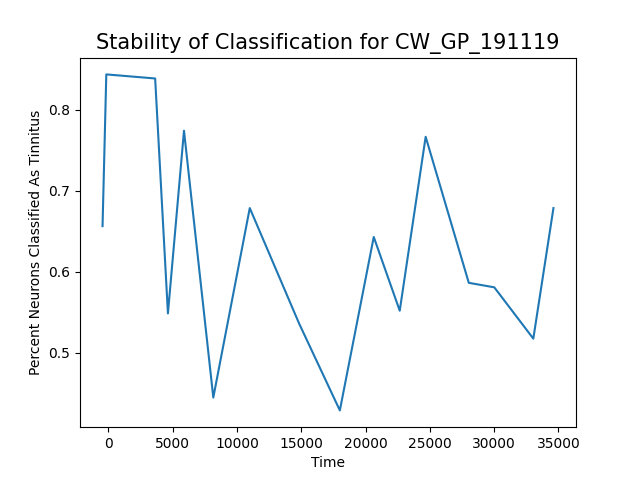 Stability of Classification for CW_GP_191119
Percent Neurons Classified As Tinnitus
0.8
0.7
0.6
0.5
0 5000 10000 15000 20000 25000 30000 35000
Time